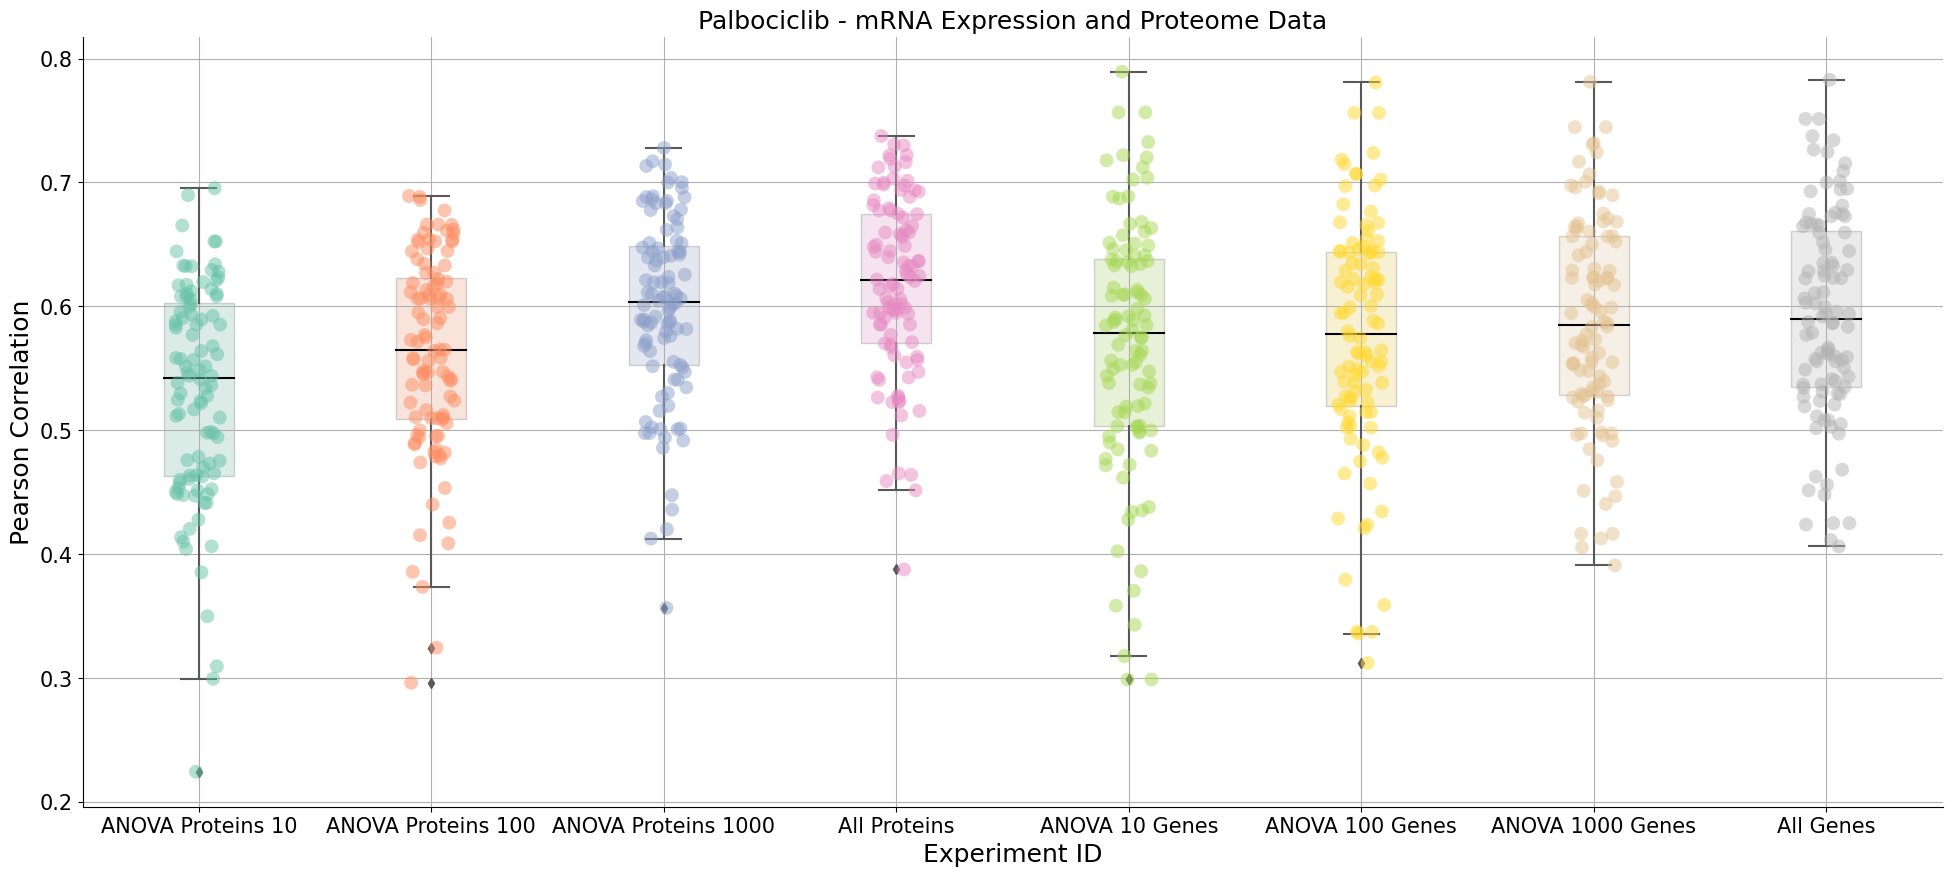 Palbociclib - mRNA Expression and Proteome Data
Pearson Correlation
0.8
0.7
0.6
0.5
0.4
0.3
0.2
ANOVA Proteins 10 ANOVA Proteins 100 ANOVA Proteins 1000 All Proteins ANOVA 10 Genes ANOVA 100 Genes ANOVA 1000 Genes All Genes
Experiment ID